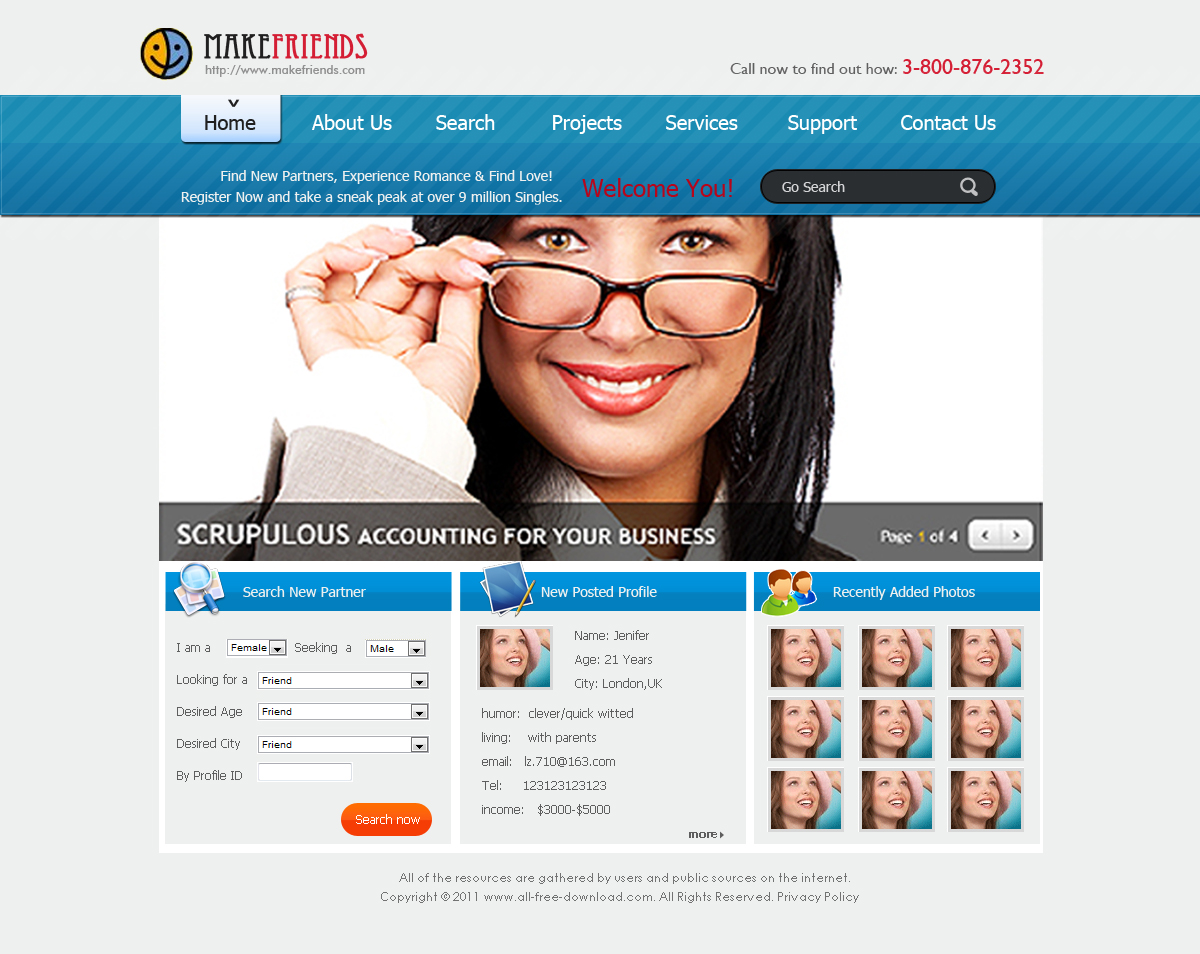 MAKEFRIENDS
http://www.makefriends.com
Call now to find out how: 3-800-876-2352
Home
About Us
Search
Projects
Services
Support
Contact Us
Find New Partners, Experience Romance & Find Love!
Register Now and take a sneak peak at over 9 million Singles.
Welcome You!
Go Search
SCRUPULOUS ACCOUNTING FOR YOUR BUSINESS
Page 1 of 4
Search New Partner
I am a Female Seeking a Male
Looking for a Friend
Desired Age Friend
Desired City Friend
By Profile ID
Search now
New Posted Profile
Name: Jenifer
Age: 21 Years
City: London,UK
humor: clever/quick witted
living: with parents
email: lz.710@163.com
Tel: 123123123123
income: $3000-$5000
more
Recently Added Photos
All of the resources are gathered by users and public sources on the internet.
Copyright © 2011 www.all-free-download.com. All Rights Reserved. Privacy Policy